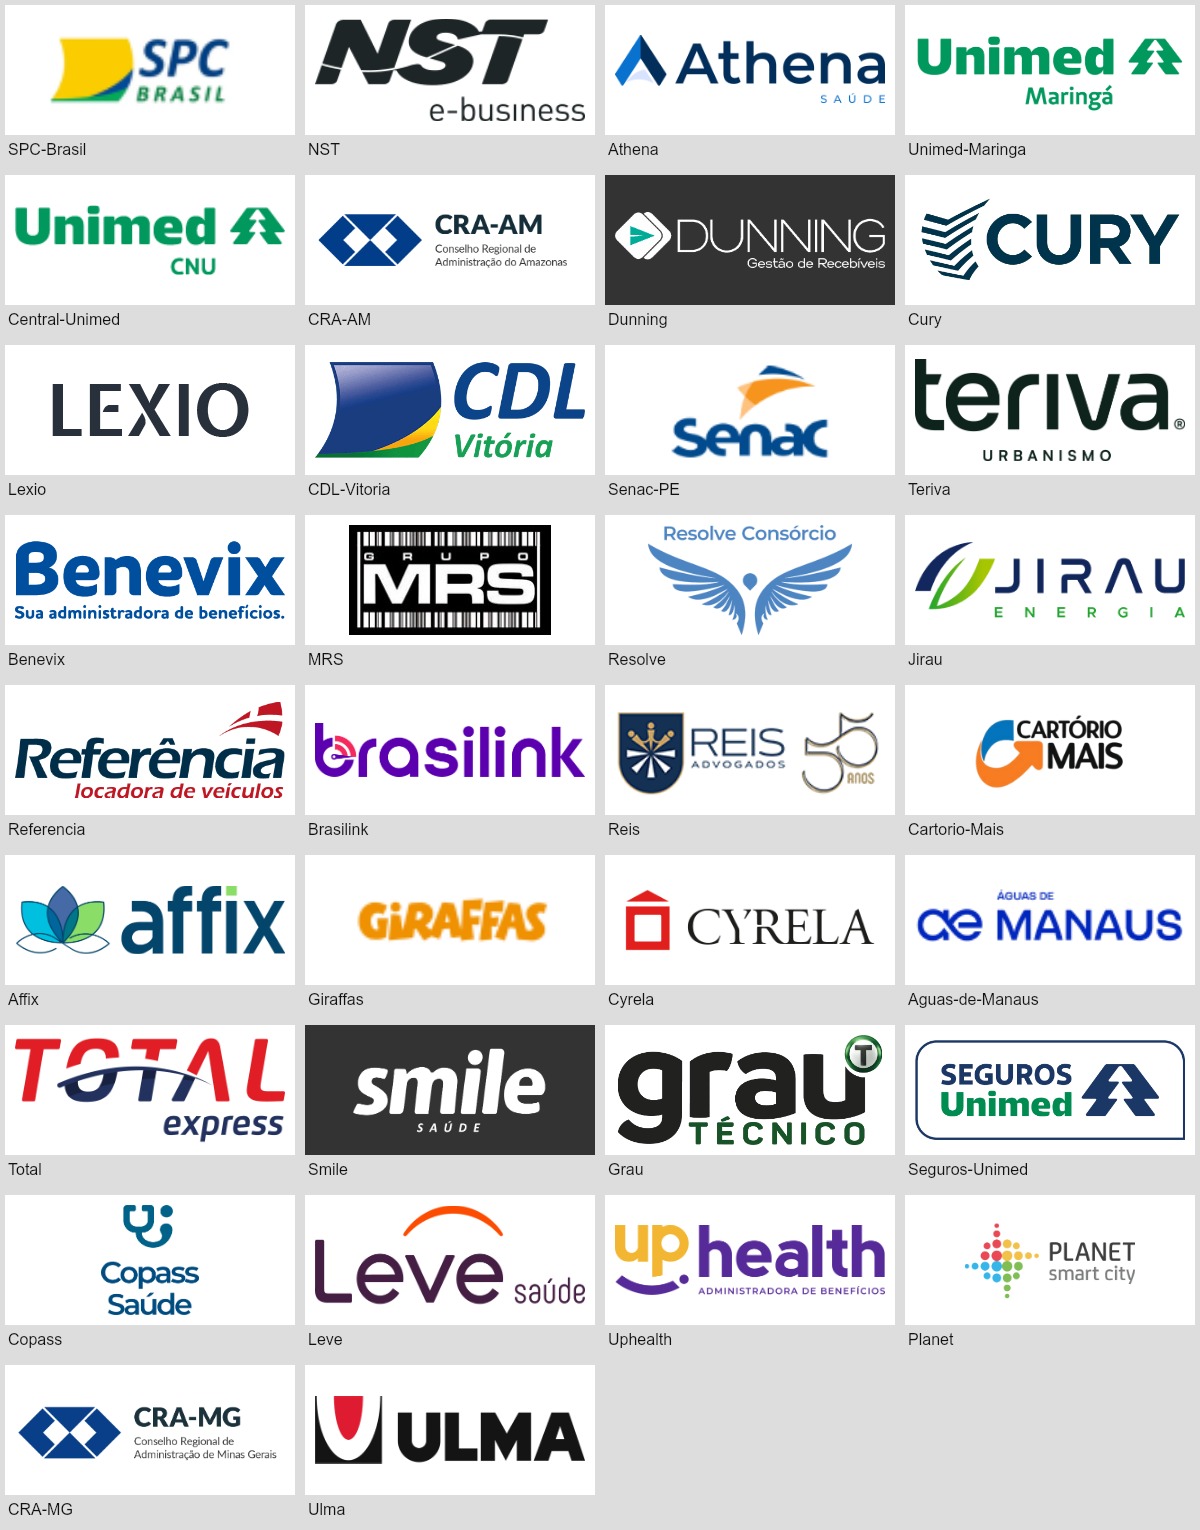 SPC
BRASIL
SPC-Brasil
NST
e-business
NST
Athena
SAÚDE
Athena
Unimed
Maringá
Unimed-Maringa
Unimed
CNU
Central-Unimed
CRA-AM
Conselho Regional de
Administração do Amazonas
CRA-AM
DUNNING
Gestão de Recebíveis
Dunning
CURY
Cury
LEXIO
Lexio
CDL
Vitória
CDL-Vitoria
Senac
Senac-PE
teriva®
URBANISMO
Teriva
Benevix
Sua administradora de benefícios.
Benevix
GRUPO
MRS
MRS
Resolve Consórcio
Resolve
JIRAU
ENERGIA
Jirau
Referência
locadora de veículos
Referencia
brasilink
Brasilink
REIS
ADVOGADOS
55
ANOS
Reis
CARTÓRIO
MAIS
Cartorio-Mais
affix
Affix
GiRAFFAS
Giraffas
CYRELA
Cyrela
ÁGUAS DE
ae MANAUS
Aguas-de-Manaus
TOTAL
express
Total
smile
SAÚDE
Smile
grau T
TÉCNICO
Grau
SEGUROS
Unimed
Seguros-Unimed
Copass
Saúde
Copass
Leve saúde
Leve
up health
ADMINISTRADORA DE BENEFÍCIOS
Uphealth
PLANET
smart city
Planet
CRA-MG
Conselho Regional de
Administração de Minas Gerais
CRA-MG
ULMA
Ulma